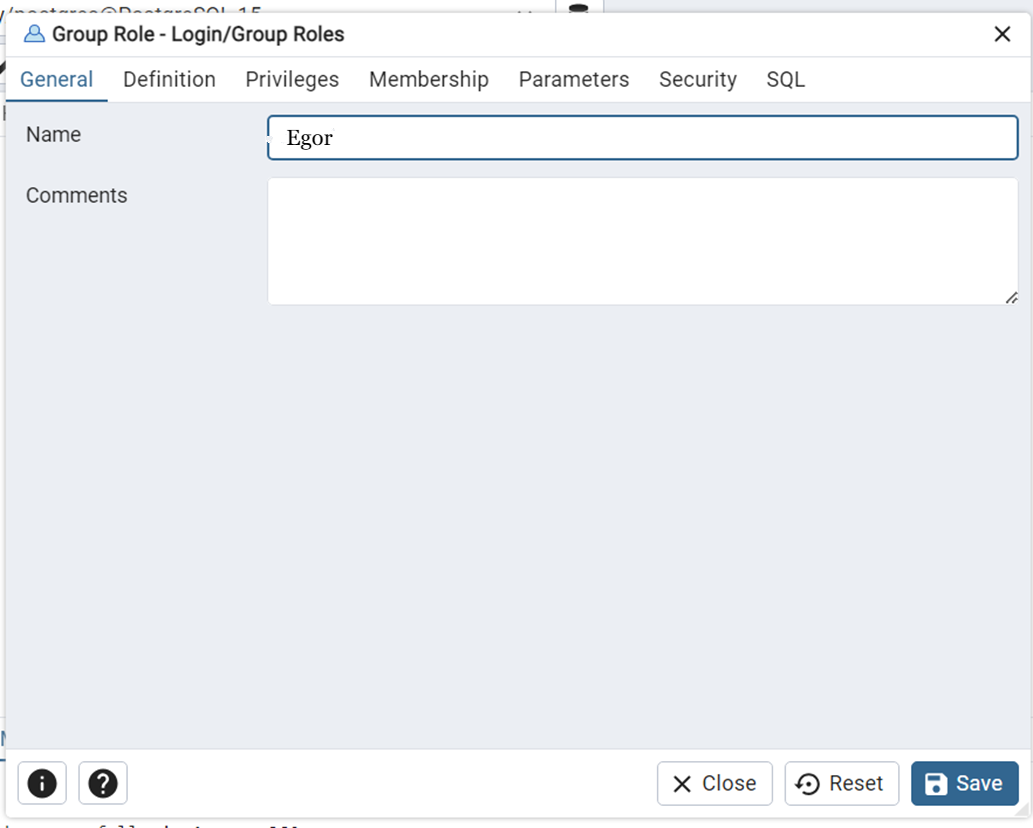 Group Role - Login/Group Roles
General Definition Privileges Membership Parameters Security SQL
Name Egor
Comments
Close Reset Save